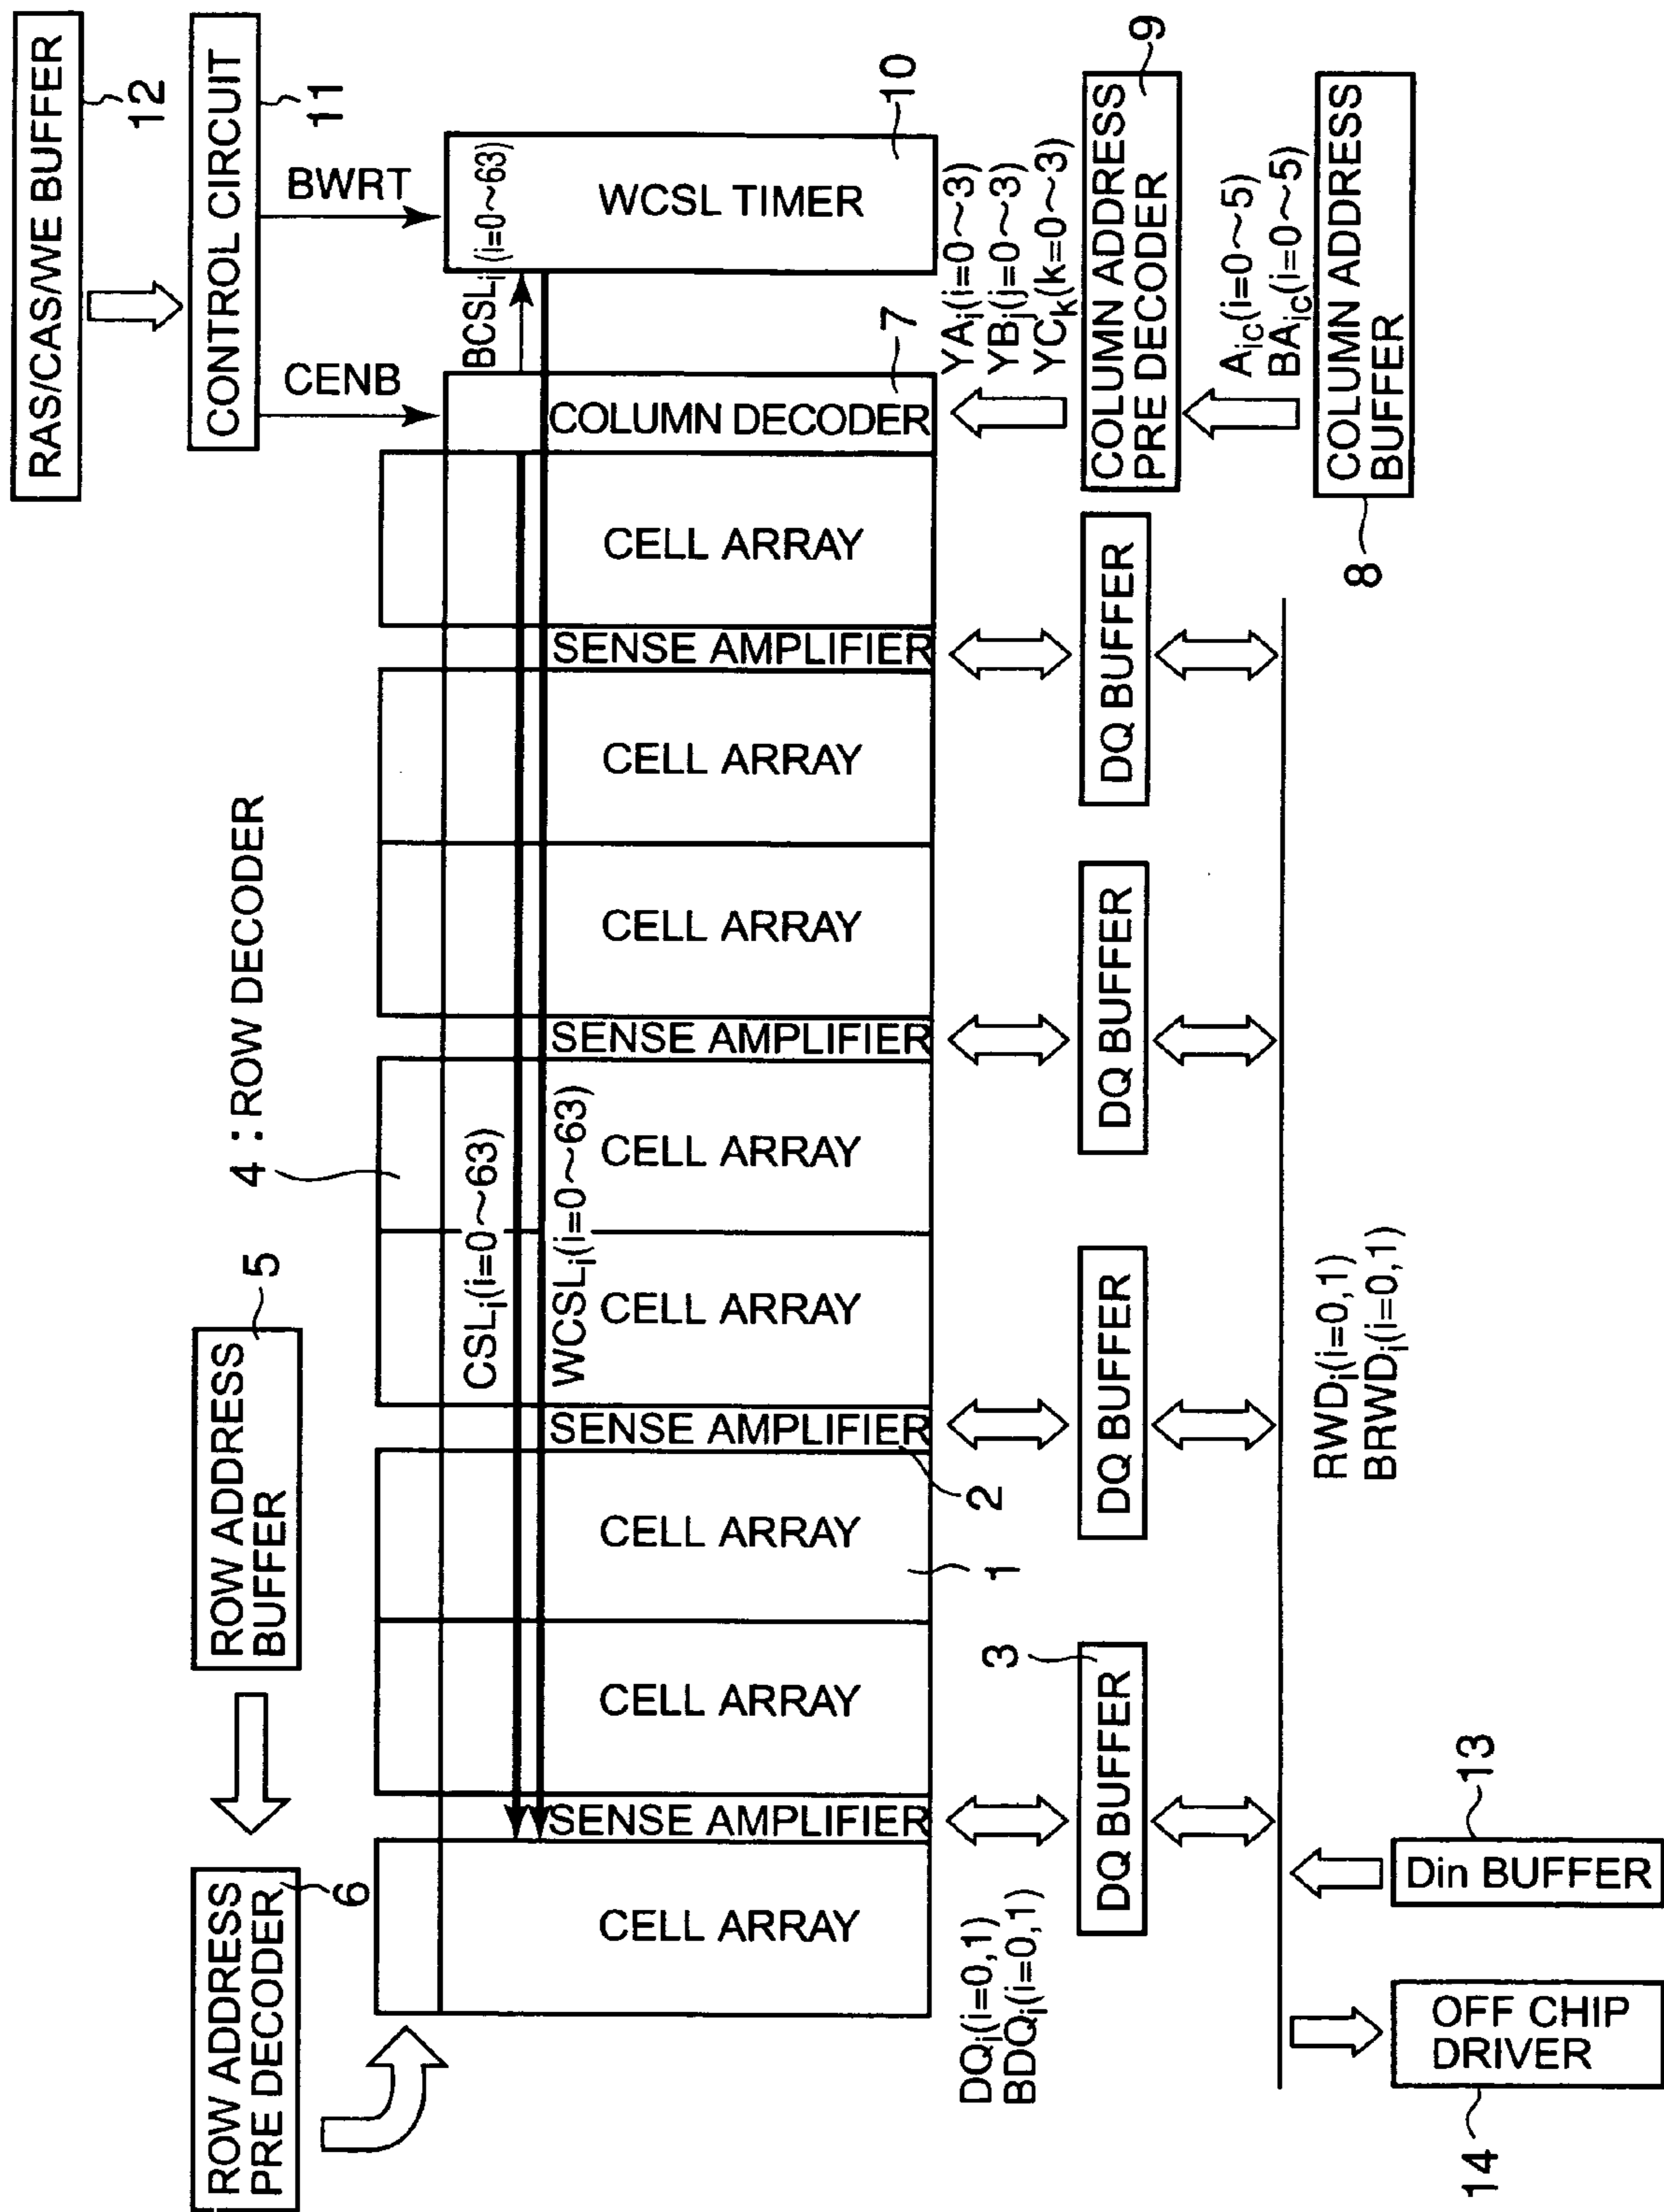 RAS/CAS/WE BUFFER
12
CONTROL CIRCUIT
11
BWRT
CENB
BCSLi(i=0～63)
WCSL TIMER
10
COLUMN DECODER
7
YAi(i=0～3)
YBj(j=0～3)
YCk(k=0～3)
COLUMN ADDRESS
PRE DECODER
9
Aic(i=0～5)
BAic(i=0～5)
COLUMN ADDRESS
BUFFER
8
4 : ROW DECODER
ROW ADDRESS
BUFFER
5
ROW ADDRESS
PRE DECODER
6
CSLi(i=0～63)
WCSLi(i=0～63)
CELL ARRAY
SENSE AMPLIFIER
CELL ARRAY
CELL ARRAY
SENSE AMPLIFIER
CELL ARRAY
CELL ARRAY
SENSE AMPLIFIER
2
CELL ARRAY
1
CELL ARRAY
SENSE AMPLIFIER
CELL ARRAY
DQi(i=0,1)
BDQi(i=0,1)
DQ BUFFER
3
DQ BUFFER
DQ BUFFER
DQ BUFFER
RWDi(i=0,1)
BRWDi(i=0,1)
Din BUFFER
13
OFF CHIP
DRIVER
14